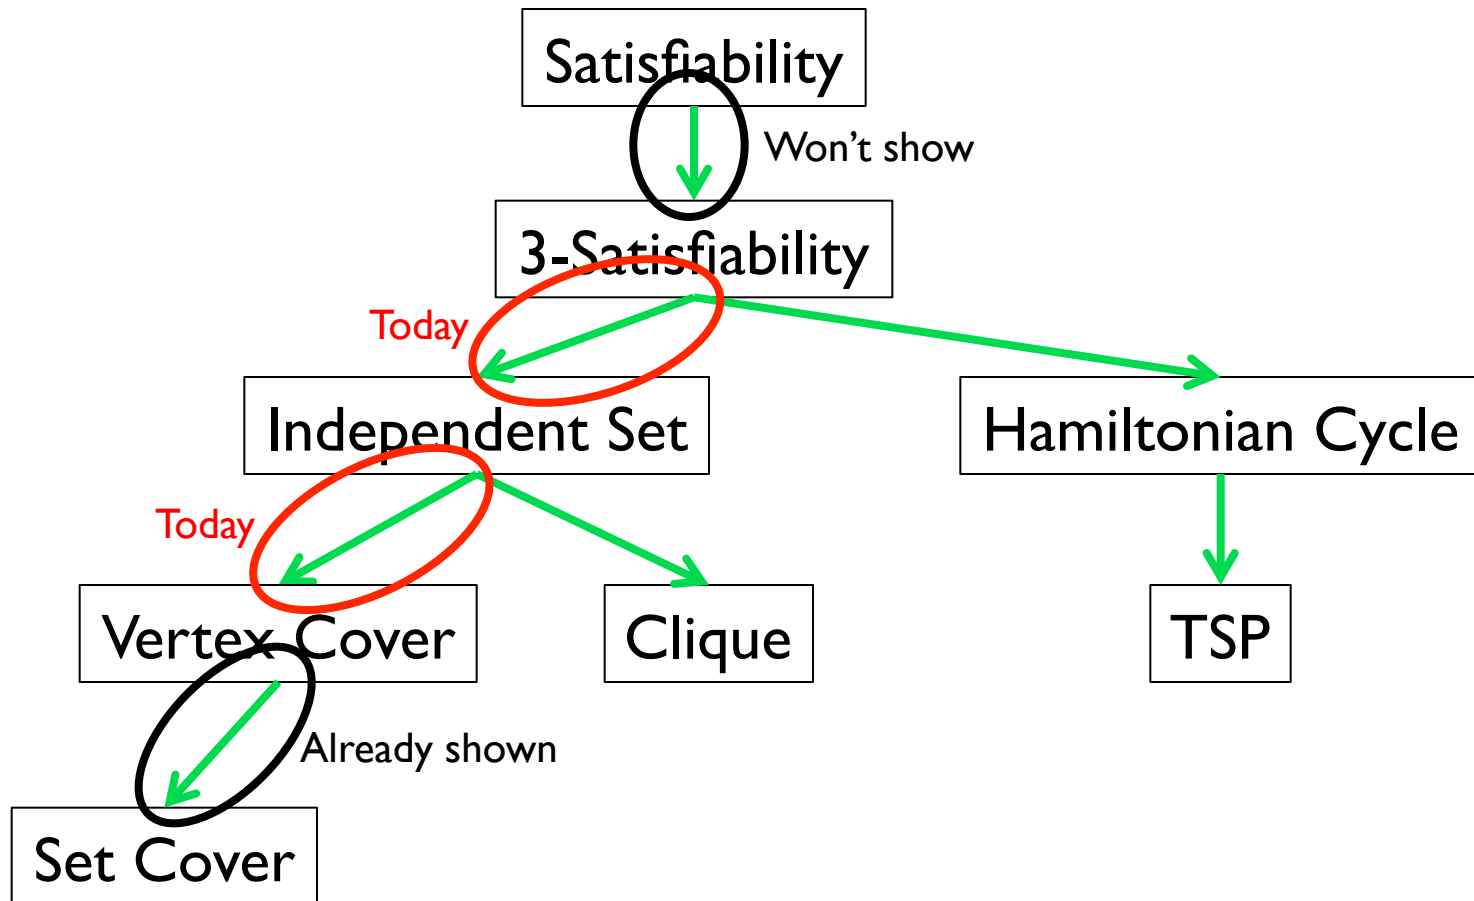 Satisfiability
Won't show
3-Satisfiability
Today
Independent Set
Hamiltonian Cycle
Today
Vertex Cover
Clique
TSP
Already shown
Set Cover